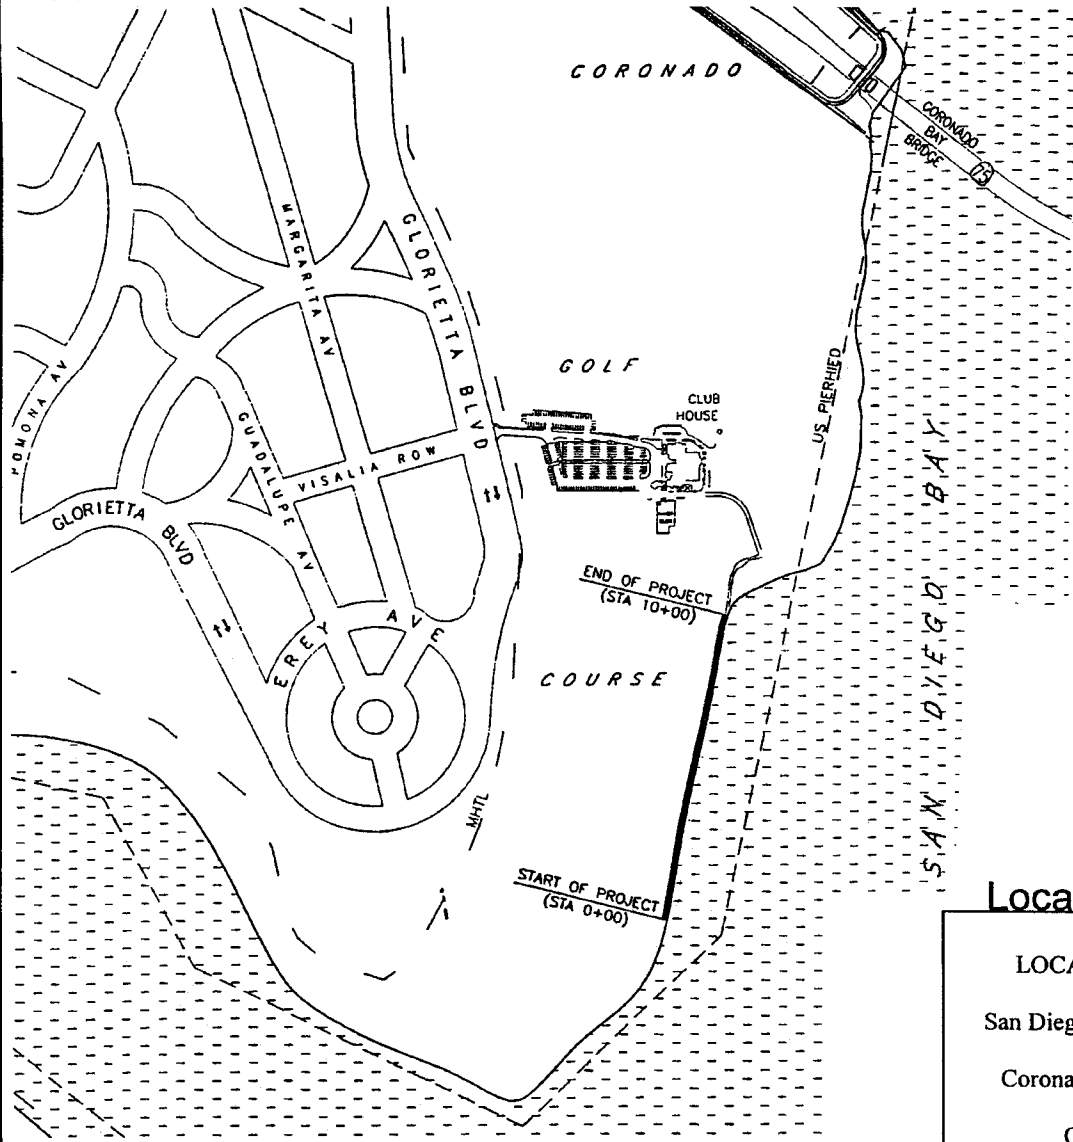 CORONADO
CORONADO
BAY
BRIDGE
75
MARGARITA AV
GLORIETTA BLVD
GOLF
US PIERHIED
CLUB
HOUSE
POMONA AV
GUADALUPE AV
VISALIA ROW
GLORIETTA BLVD
SAN DIEGO BAY
END OF PROJECT
(STA 10+00)
EREY AVE
COURSE
MHTL
START OF PROJECT
(STA 0+00)
Loca
LOCA
San Dieg
Corona